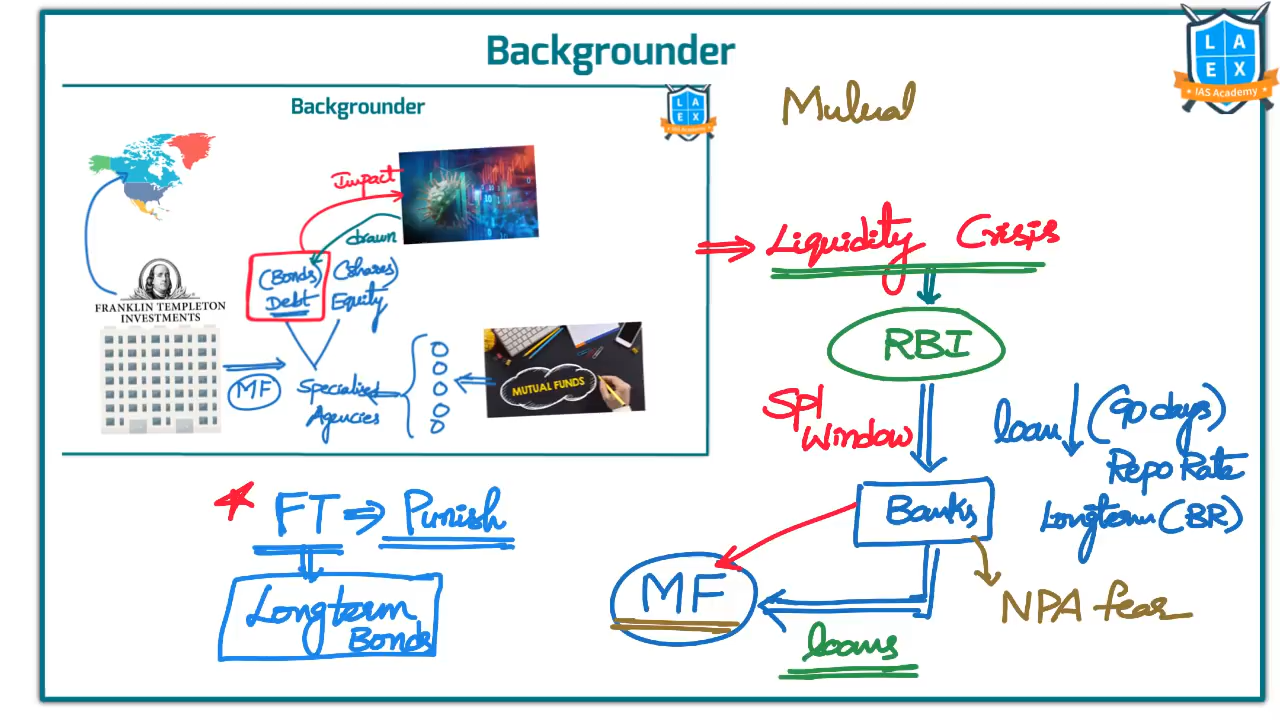 Backgrounder
L A
E X
IAS Academy
Backgrounder
L A
E X
IAS Academy
Mutual
Impact
drawn
(Bonds) (Shares)
Debt Equity
FRANKLIN TEMPLETON
INVESTMENTS
MF
Specialised
Agencies
MUTUAL FUNDS
Liquidity Crisis
RBI
Spl
Window
loan (90 days)
Repo Rate
Longterm (BR)
Banks
FT ⇒ Punish
Longterm
Bonds
MF
loans
NPA fear